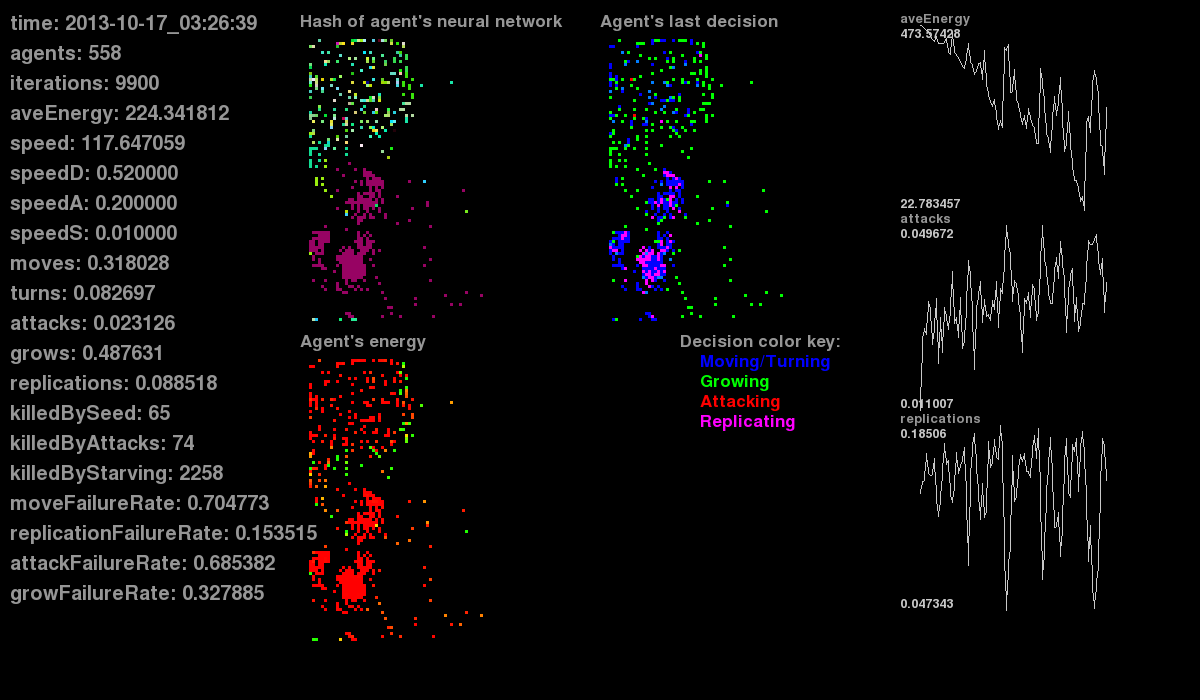 time: 2013-10-17_03:26:39
agents: 558
iterations: 9900
aveEnergy: 224.341812
speed: 117.647059
speedD: 0.520000
speedA: 0.200000
speedS: 0.010000
moves: 0.318028
turns: 0.082697
attacks: 0.023126
grows: 0.487631
replications: 0.088518
killedBySeed: 65
killedByAttacks: 74
killedByStarving: 2258
moveFailureRate: 0.704773
replicationFailureRate: 0.153515
attackFailureRate: 0.685382
growFailureRate: 0.327885
Hash of agent's neural network
Agent's last decision
Agent's energy
Decision color key:
Moving/Turning
Growing
Attacking
Replicating
aveEnergy
473.57428
22.783457
attacks
0.049672
0.011007
replications
0.18506
0.047343